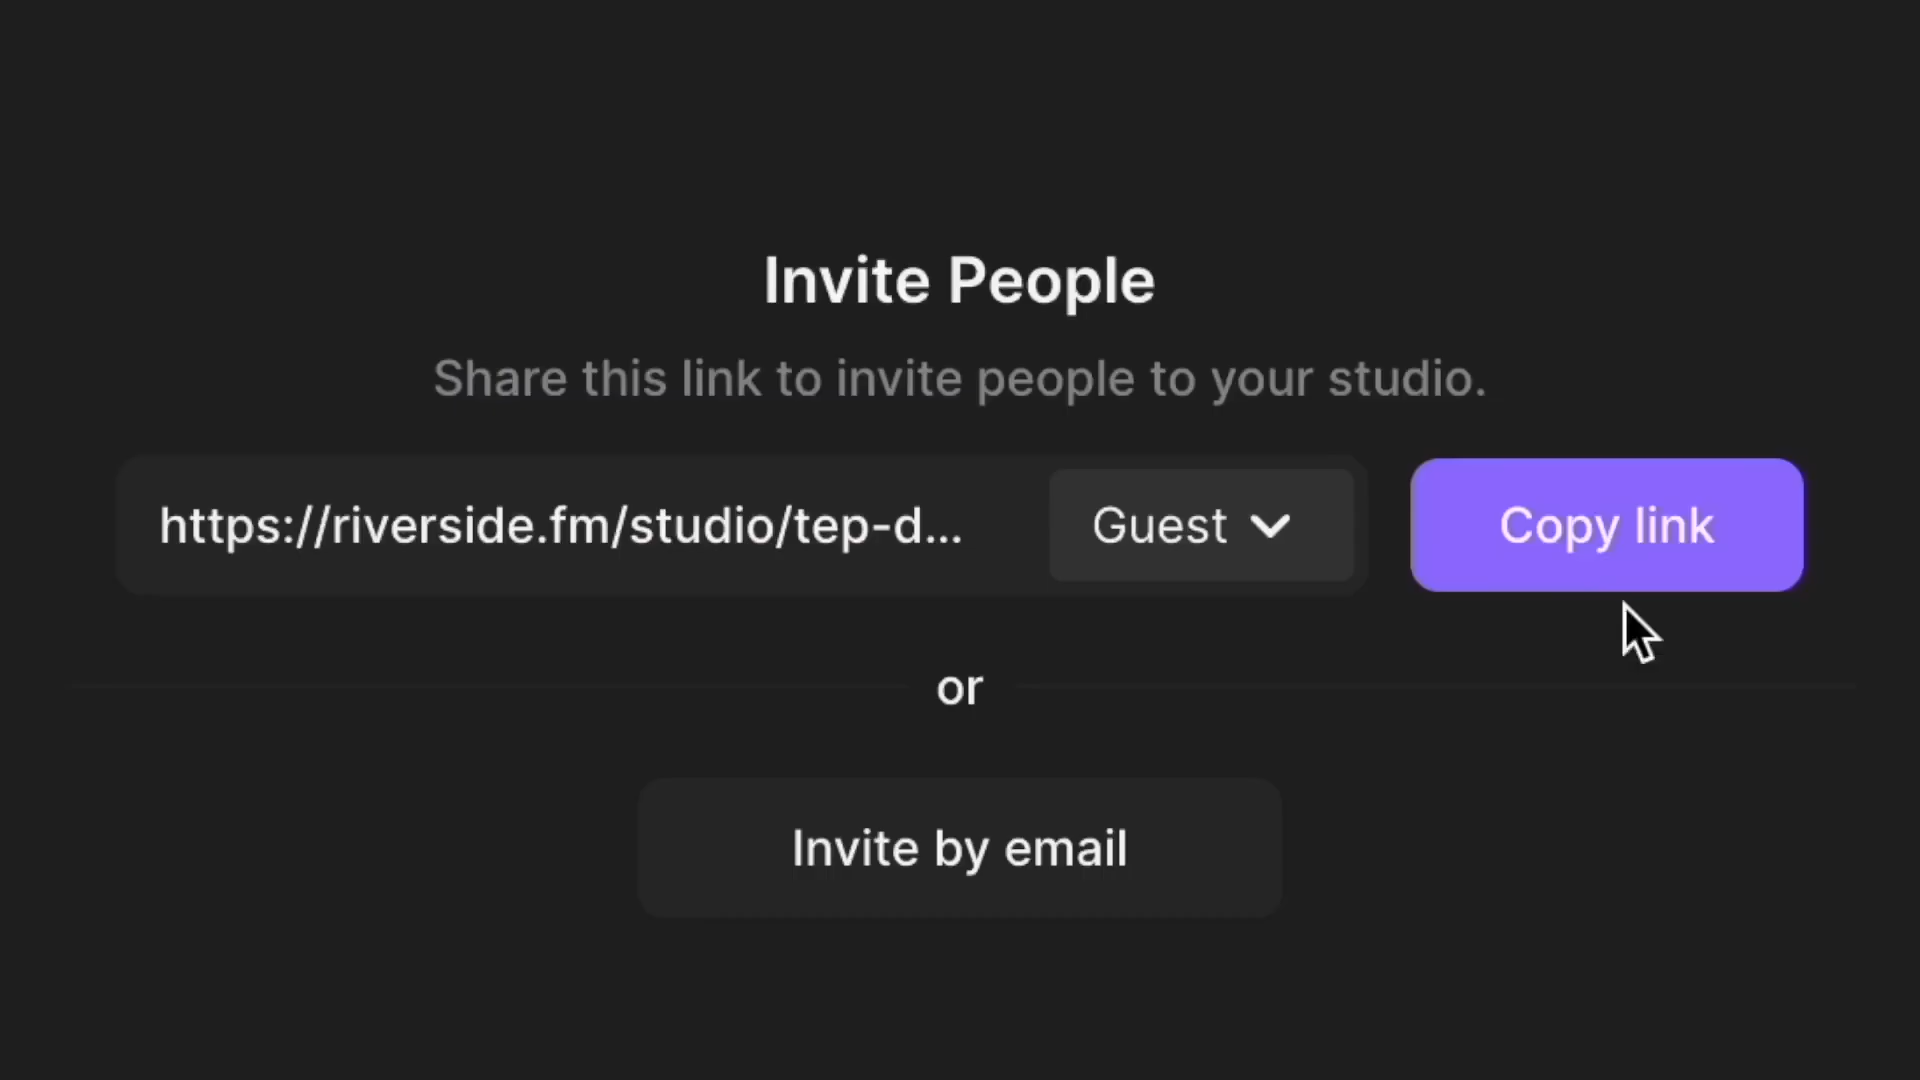 Invite People
Share this link to invite people to your studio.
https://riverside.fm/studio/tep-d...
Guest
Copy link
or
Invite by email